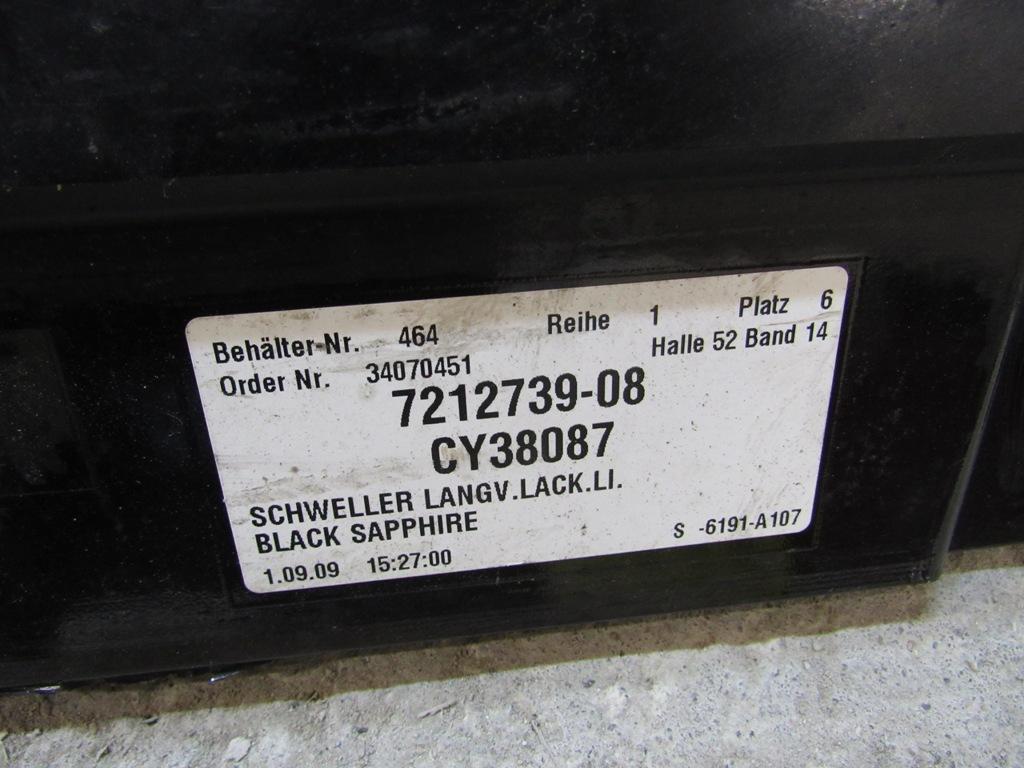 Behälter-Nr. 464 Reihe 1 Platz 6
Order Nr. 34070451 Halle 52 Band 14
7212739-08
CY38087
SCHWELLER LANGV.LACK.LI.
BLACK SAPPHIRE
1.09.09 15:27:00 S -6191-A107